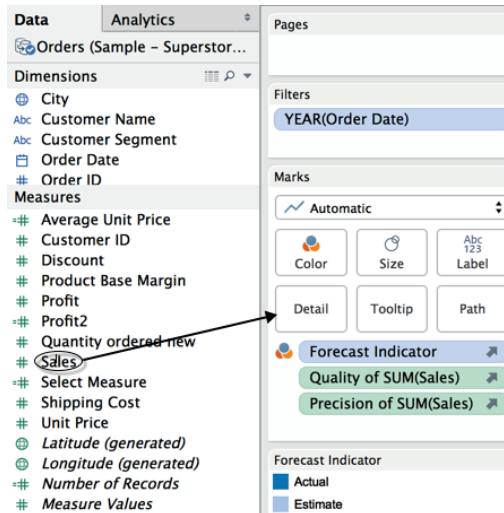 Data
Analytics
Orders (Sample – Superstor...
Dimensions
City
Abc Customer Name
Abc Customer Segment
Order Date
# Order ID
Measures
=# Average Unit Price
# Customer ID
# Discount
# Product Base Margin
# Profit
=# Profit2
# Quantity ordered new
# Sales
=# Select Measure
# Shipping Cost
# Unit Price
Latitude (generated)
Longitude (generated)
=# Number of Records
# Measure Values
Pages
Filters
YEAR(Order Date)
Marks
Automatic
Color
Size
Abc
123
Label
Detail
Tooltip
Path
Forecast Indicator
Quality of SUM(Sales)
Precision of SUM(Sales)
Forecast Indicator
Actual
Estimate